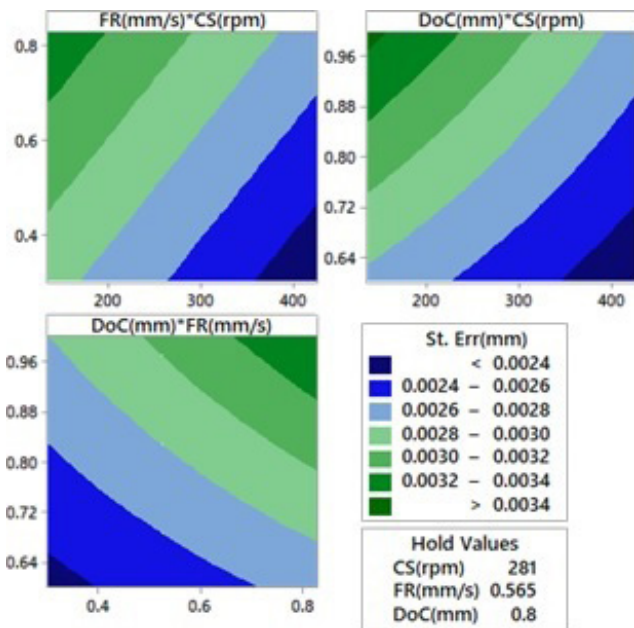 FR(mm/s)*CS(rpm)
DoC(mm)*CS(rpm)
0.8
0.6
0.4
200 300 400
0.96
0.88
0.80
0.72
0.64
200 300 400
DoC(mm)*FR(mm/s)
0.96
0.88
0.80
0.72
0.64
0.4 0.6 0.8
St. Err(mm)
< 0.0024
0.0024 – 0.0026
0.0026 – 0.0028
0.0028 – 0.0030
0.0030 – 0.0032
0.0032 – 0.0034
> 0.0034
Hold Values
CS(rpm) 281
FR(mm/s) 0.565
DoC(mm) 0.8